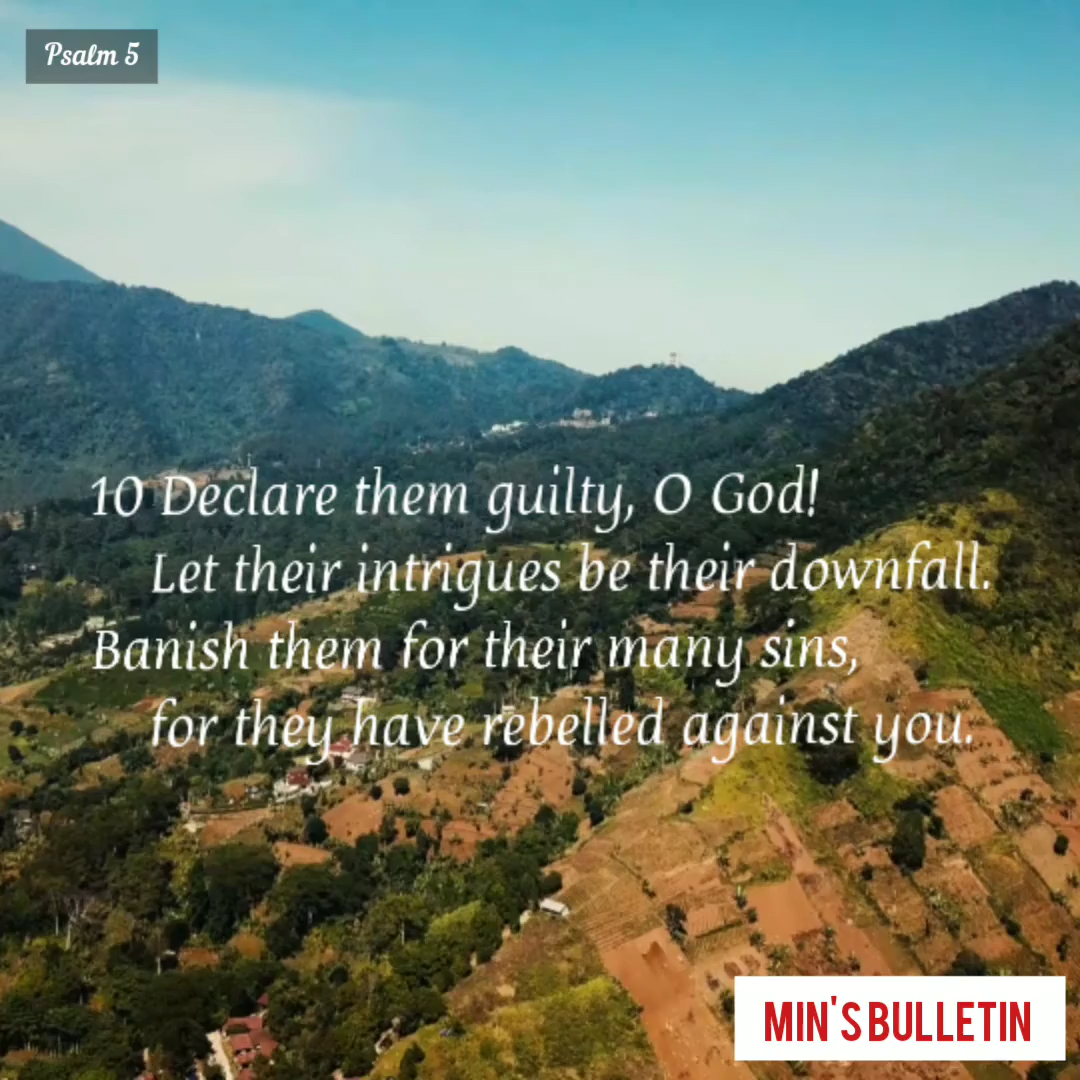 Psalm 5
10 Declare them guilty, O God!
Let their intrigues be their downfall.
Banish them for their many sins,
for they have rebelled against you.
MIN'S BULLETIN